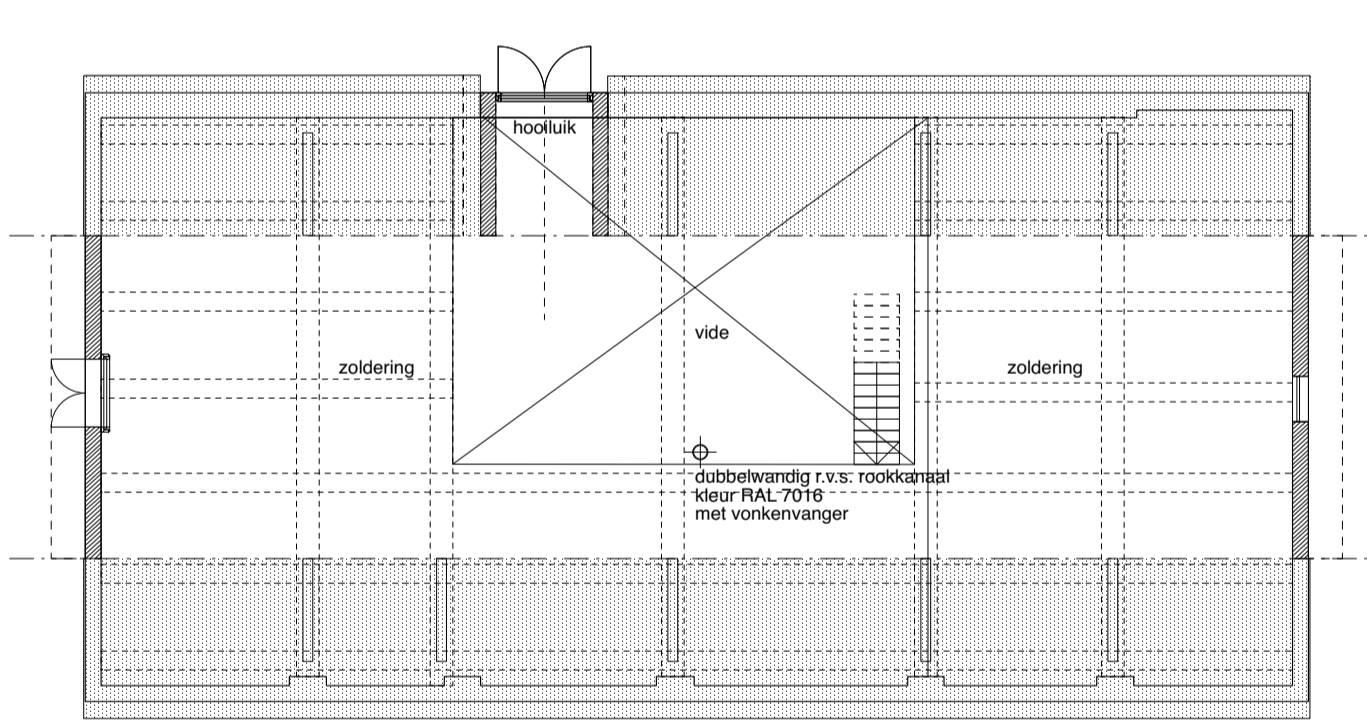 hooiluik
vide
zoldering
zoldering
dubbelwandig r.v.s. rookkanaal
kleur RAL 7016
met vonkenvanger